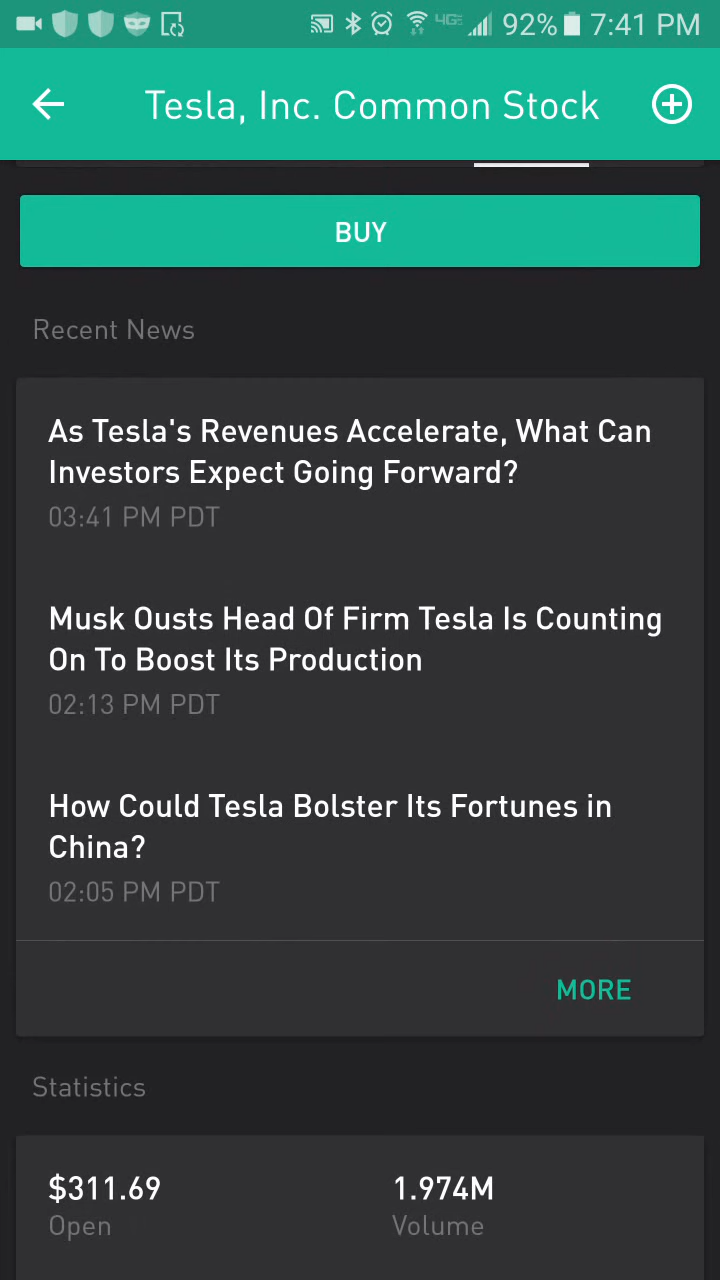 4GE 92% 7:41 PM
Tesla, Inc. Common Stock
BUY
Recent News
As Tesla's Revenues Accelerate, What Can
Investors Expect Going Forward?
03:41 PM PDT
Musk Ousts Head Of Firm Tesla Is Counting
On To Boost Its Production
02:13 PM PDT
How Could Tesla Bolster Its Fortunes in
China?
02:05 PM PDT
MORE
Statistics
$311.69 1.974M
Open Volume